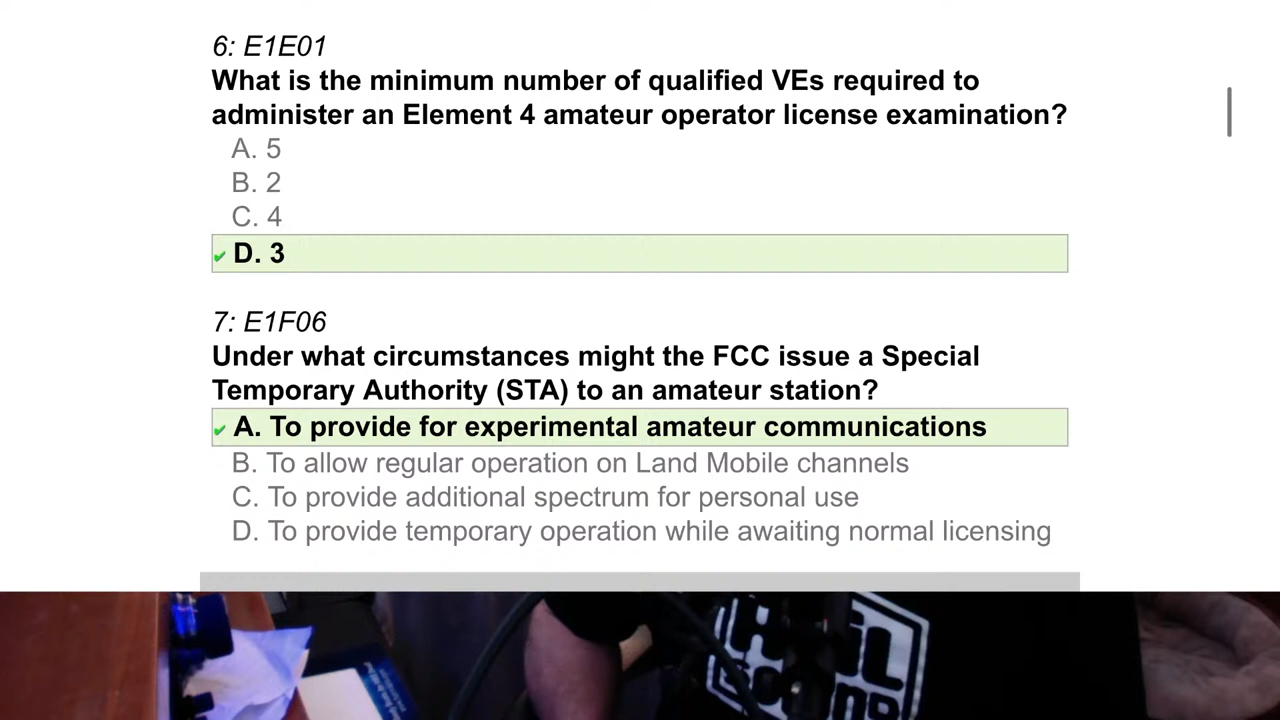 6: E1E01
What is the minimum number of qualified VEs required to
administer an Element 4 amateur operator license examination?
A. 5
B. 2
C. 4
D. 3
7: E1F06
Under what circumstances might the FCC issue a Special
Temporary Authority (STA) to an amateur station?
A. To provide for experimental amateur communications
B. To allow regular operation on Land Mobile channels
C. To provide additional spectrum for personal use
D. To provide temporary operation while awaiting normal licensing